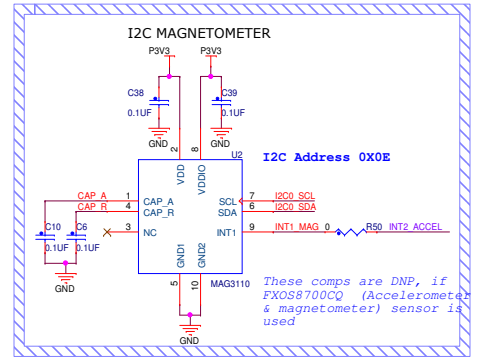 I2C MAGNETOMETER
P3V3 P3V3
C38 C39
0.1UF 0.1UF
GND GND
U2
I2C Address 0X0E
2 8
VDD VDDIO
CAP_A 1 CAP_A SCL 7 I2C0_SCL
CAP_R 4 CAP_R SDA 6 I2C0_SDA
C10 C6 3 NC INT1 9 INT1_MAG 0 R50 INT2_ACCEL
0.1UF 0.1UF
GND1 GND2
GND
5 10 MAG3110
These comps are DNP, if
FXOS8700CQ (Accelerometer
& magnetometer) sensor is
used
GND